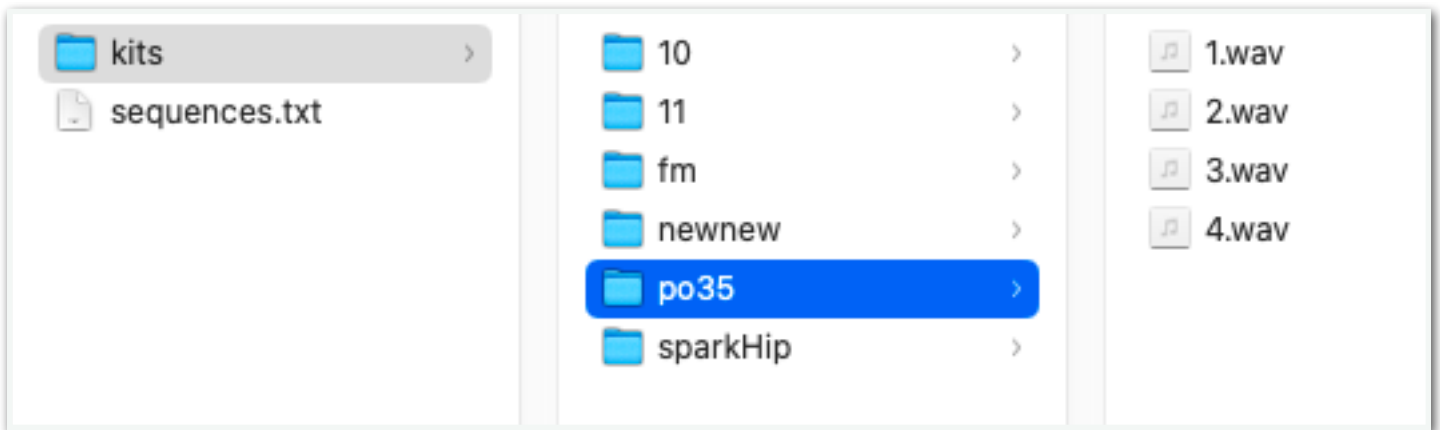 kits
sequences.txt
10
11
fm
newnew
po35
sparkHip
1.wav
2.wav
3.wav
4.wav